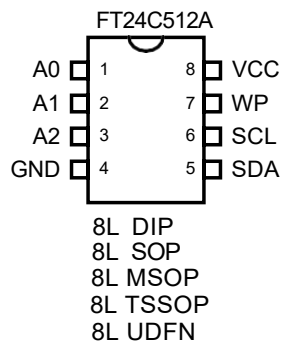 FT24C512A
A0 1 8 VCC
A1 2 7 WP
A2 3 6 SCL
GND 4 5 SDA
8L DIP
8L SOP
8L MSOP
8L TSSOP
8L UDFN